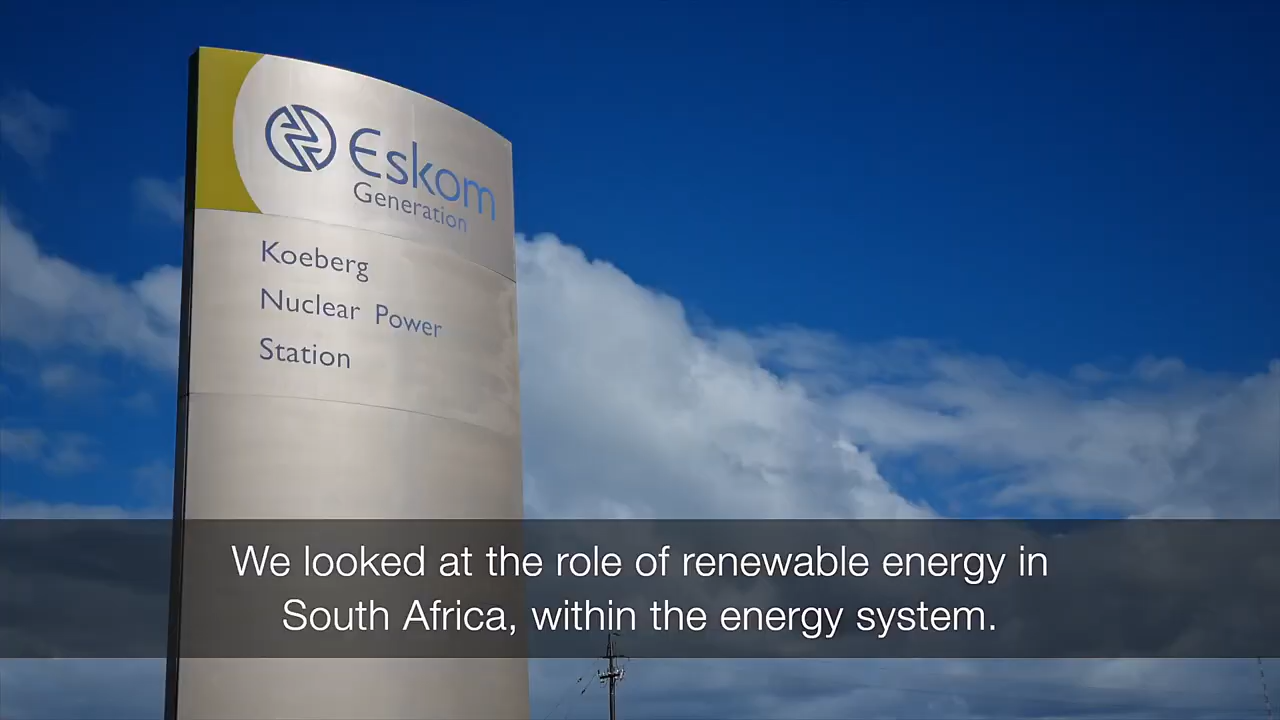 Eskom
Generation
Koeberg
Nuclear Power
Station
We looked at the role of renewable energy in
South Africa, within the energy system.